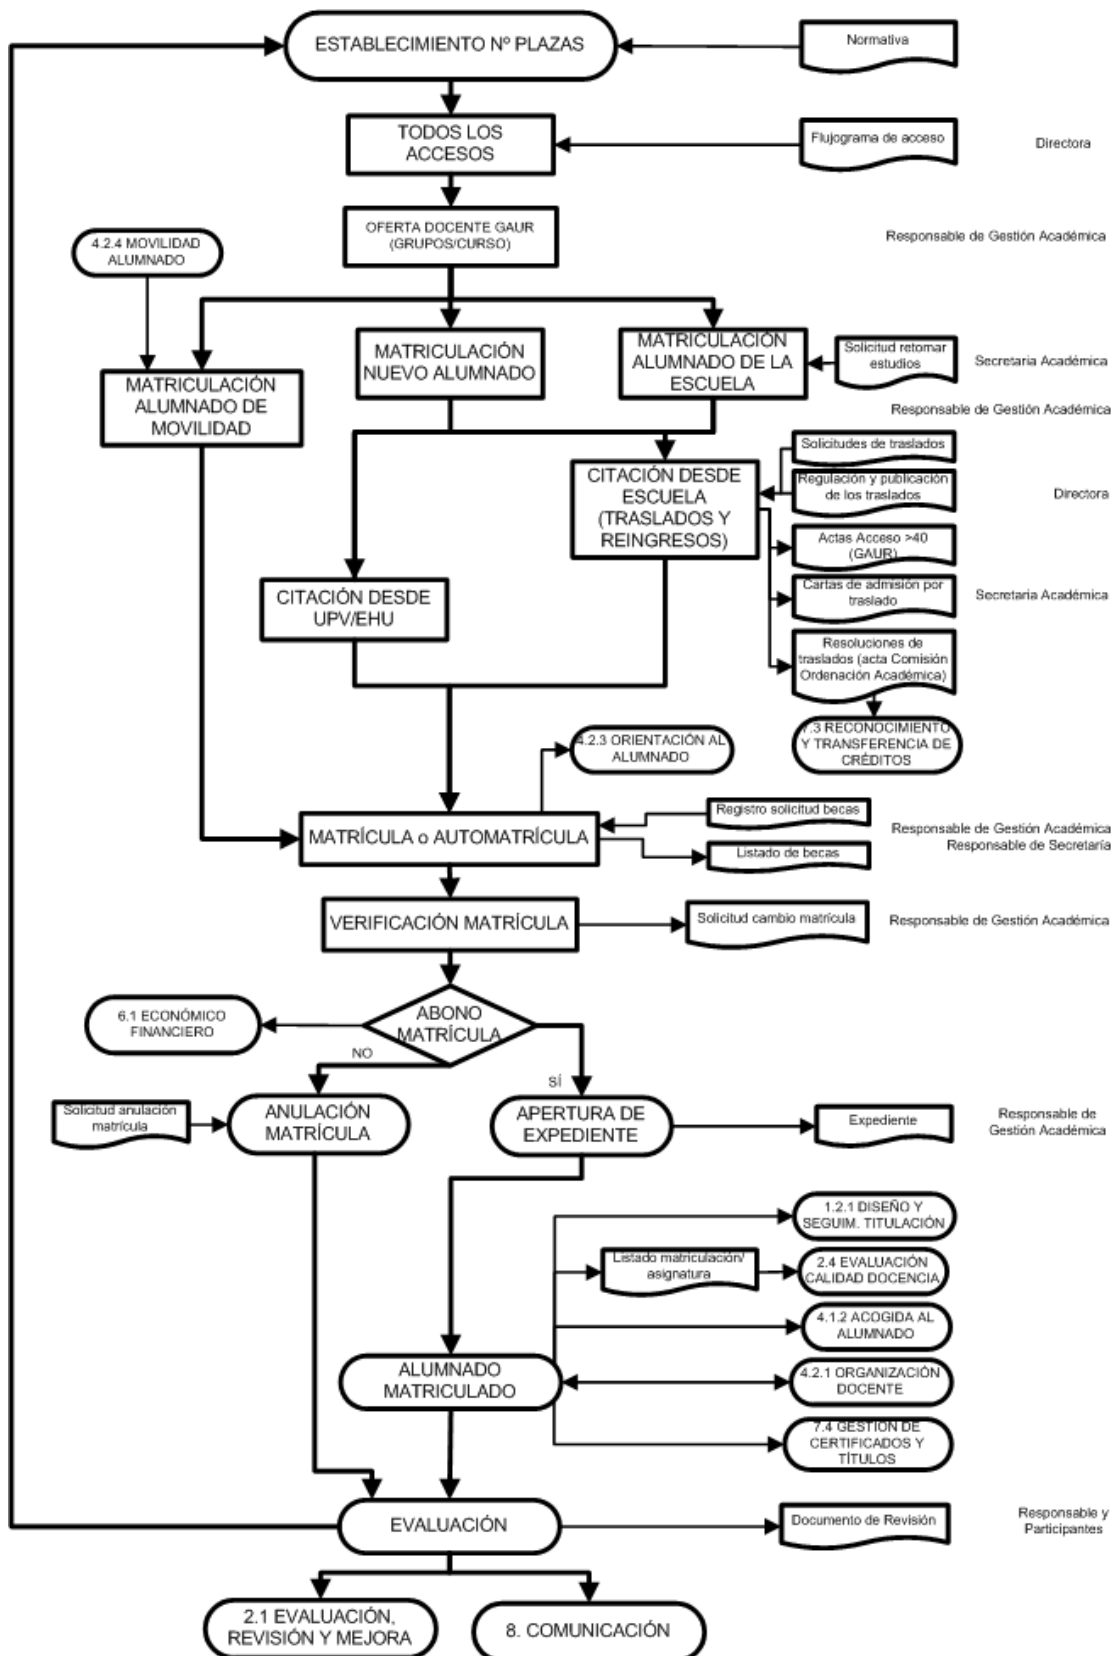 ESTABLECIMIENTO Nº PLAZAS
Normativa
TODOS LOS
ACCESOS
Flujograma de acceso
Directora
OFERTA DOCENTE GAUR
(GRUPOS/CURSO)
Responsable de Gestión Académica
4.2.4 MOVILIDAD
ALUMNADO
MATRICULACIÓN
ALUMNADO DE
MOVILIDAD
MATRICULACIÓN
NUEVO ALUMNADO
MATRICULACIÓN
ALUMNADO DE LA
ESCUELA
Solicitud retomar
estudios
Secretaria Académica
Responsable de Gestión Académica
Solicitudes de traslados
CITACIÓN DESDE
ESCUELA
(TRASLADOS Y
REINGRESOS)
Regulación y publicación
de los traslados
Directora
Actas Acceso >40
(GAUR)
CITACIÓN DESDE
UPV/EHU
Cartas de admisión por
traslado
Secretaria Académica
Resoluciones de
traslados (acta Comisión
Ordenación Académica)
7.3 RECONOCIMIENTO
Y TRANSFERENCIA DE
CRÉDITOS
4.2.3 ORIENTACIÓN AL
ALUMNADO
MATRÍCULA o AUTOMATRÍCULA
Registro solicitud becas
Listado de becas
Responsable de Gestión Académica
Responsable de Secretaría
VERIFICACIÓN MATRÍCULA
Solicitud cambio matrícula
Responsable de Gestión Académica
ABONO
MATRÍCULA
6.1 ECONÓMICO
FINANCIERO
NO
SÍ
Solicitud anulación
matrícula
ANULACIÓN
MATRÍCULA
APERTURA DE
EXPEDIENTE
Expediente
Responsable de
Gestión Académica
1.2.1 DISEÑO Y
SEGUIM. TITULACIÓN
Listado matriculación/
asignatura
2.4 EVALUACIÓN
CALIDAD DOCENCIA
4.1.2 ACOGIDA AL
ALUMNADO
ALUMNADO
MATRICULADO
4.2.1 ORGANIZACIÓN
DOCENTE
7.4 GESTIÓN DE
CERTIFICADOS Y
TÍTULOS
EVALUACIÓN
Documento de Revisión
Responsable y
Participantes
2.1 EVALUACIÓN,
REVISIÓN Y MEJORA
8. COMUNICACIÓN